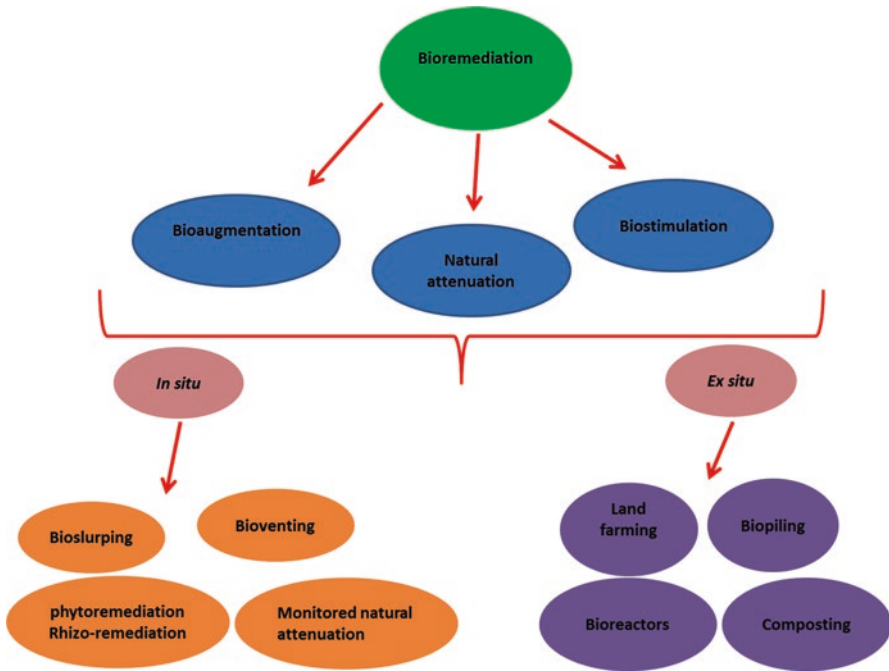 Bioremediation
Bioaugmentation
Natural
attenuation
Biostimulation
In situ
Ex situ
Bioslurping
Bioventing
phytoremediation
Rhizo-remediation
Monitored natural
attenuation
Land
farming
Biopiling
Bioreactors
Composting